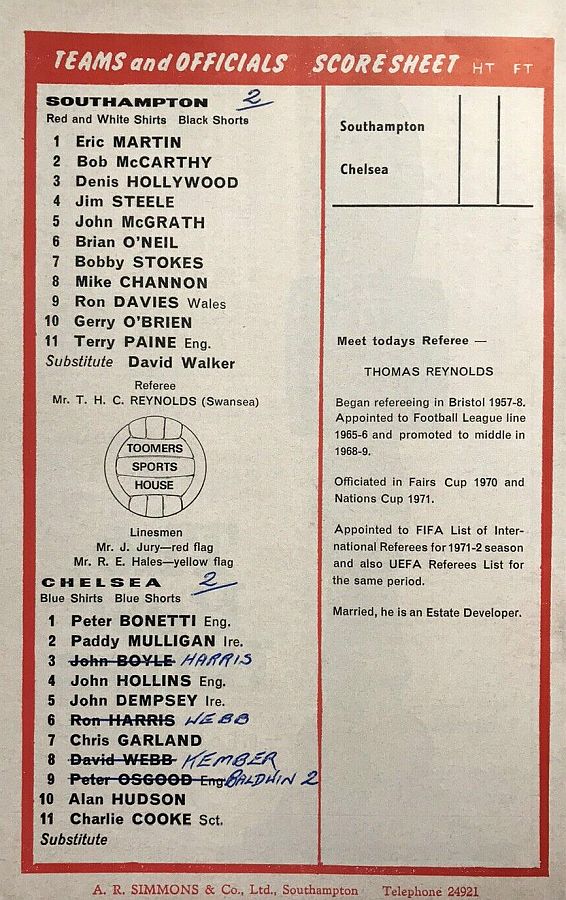 TEAMS and OFFICIALS SCORE SHEET HT FT
SOUTHAMPTON 2
Red and White Shirts Black Shorts
1 Eric MARTIN
2 Bob McCARTHY
3 Denis HOLLYWOOD
4 Jim STEELE
5 John McGRATH
6 Brian O'NEIL
7 Bobby STOKES
8 Mike CHANNON
9 Ron DAVIES Wales
10 Gerry O'BRIEN
11 Terry PAINE Eng.
Substitute David Walker
Referee
Mr. T. H. C. REYNOLDS (Swansea)
TOOMERS
SPORTS
HOUSE
Linesmen
Mr. J. Jury—red flag
Mr. R. E. Hales—yellow flag
CHELSEA 2
Blue Shirts Blue Shorts
1 Peter BONETTI Eng.
2 Paddy MULLIGAN Ire.
3 John BOYLE HARRIS
4 John HOLLINS Eng.
5 John DEMPSEY Ire.
6 Ron HARRIS WEBB
7 Chris GARLAND
8 David WEBB KEMBER
9 Peter OSGOOD Eng. BALDWIN 2
10 Alan HUDSON
11 Charlie COOKE Sct.
Substitute
Southampton
Chelsea
Meet todays Referee —
THOMAS REYNOLDS
Began refereeing in Bristol 1957-8.
Appointed to Football League line
1965-6 and promoted to middle in
1968-9.
Officiated in Fairs Cup 1970 and
Nations Cup 1971.
Appointed to FIFA List of Inter-
national Referees for 1971-2 season
and also UEFA Referees List for
the same period.
Married, he is an Estate Developer.
A. R. SIMMONS & Co., Ltd., Southampton Telephone 24921